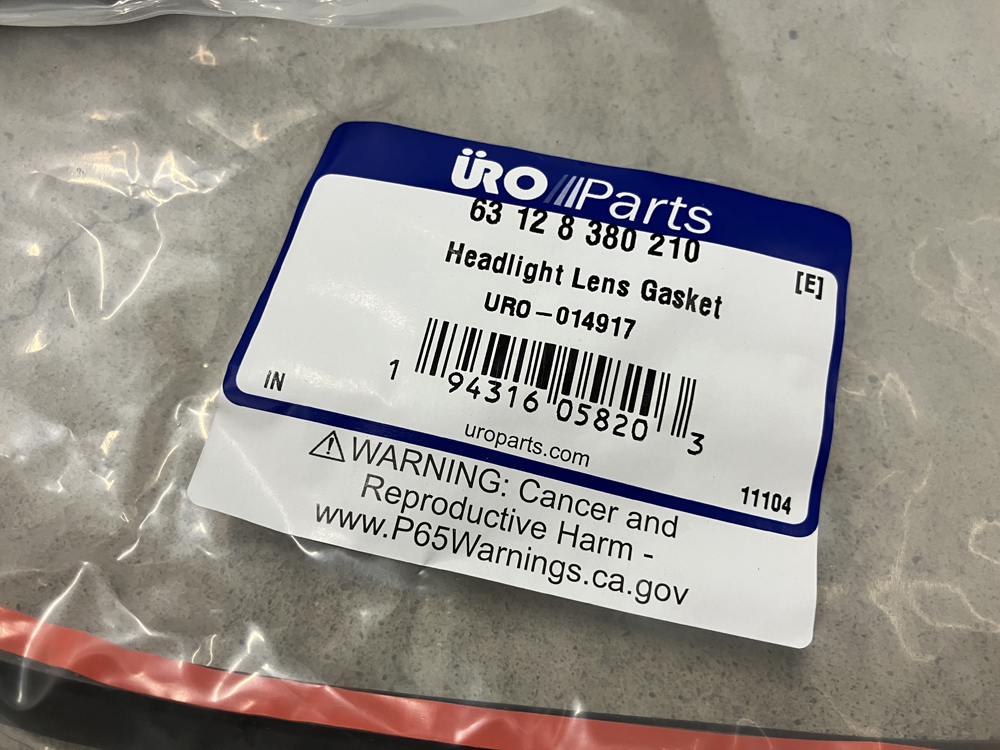 ÜRO Parts
63 12 8 380 210
[E]
Headlight Lens Gasket
URO-014917
1 94316 05820 3
IN
uroparts.com
11104
⚠ WARNING: Cancer and
Reproductive Harm -
www.P65Warnings.ca.gov